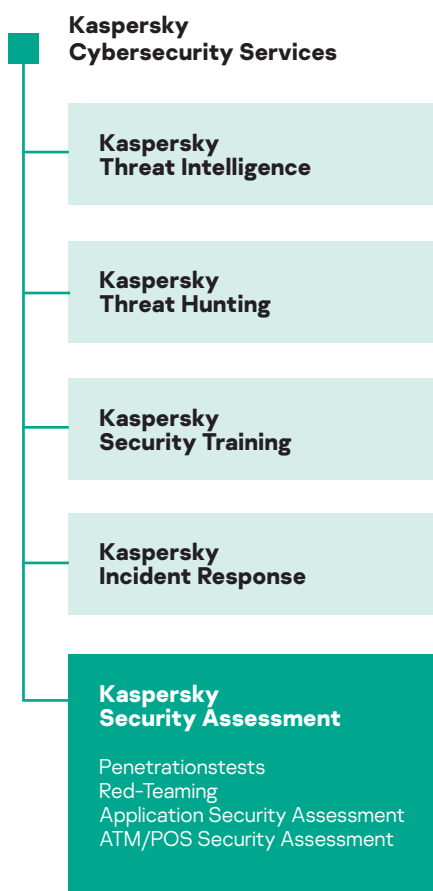 Kaspersky
Cybersecurity Services
Kaspersky
Threat Intelligence
Kaspersky
Threat Hunting
Kaspersky
Security Training
Kaspersky
Incident Response
Kaspersky
Security Assessment
Penetrationstests
Red-Teaming
Application Security Assessment
ATM/POS Security Assessment